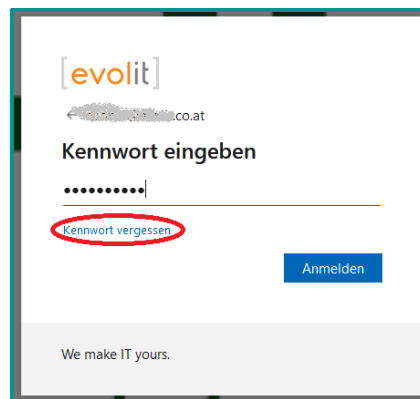 [evolit]
.co.at
Kennwort eingeben
Kennwort vergessen
Anmelden
We make IT yours.